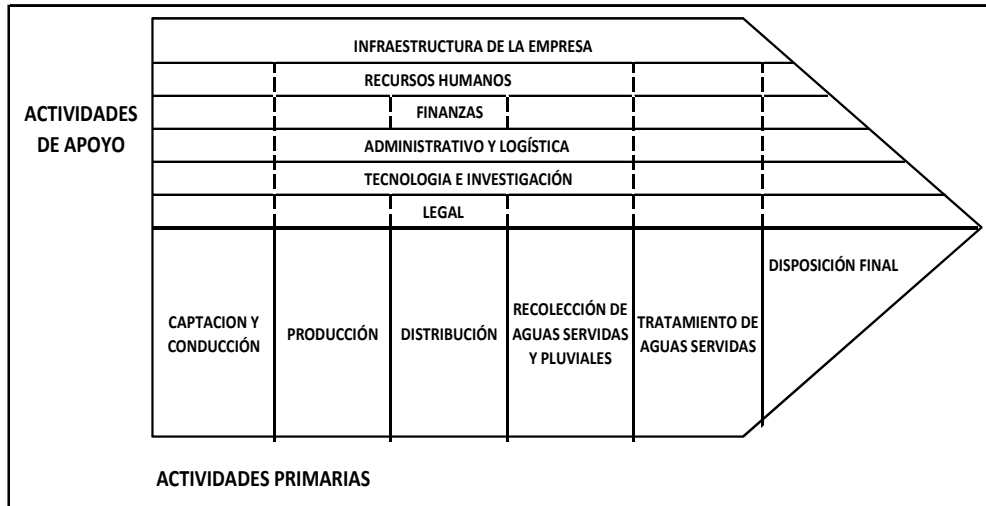 INFRAESTRUCTURA DE LA EMPRESA
RECURSOS HUMANOS
ACTIVIDADES
DE APOYO
FINANZAS
ADMINISTRATIVO Y LOGÍSTICA
TECNOLOGIA E INVESTIGACIÓN
LEGAL
CAPTACION Y
CONDUCCIÓN
PRODUCCIÓN
DISTRIBUCIÓN
RECOLECCIÓN DE
AGUAS SERVIDAS
Y PLUVIALES
TRATAMIENTO DE
AGUAS SERVIDAS
DISPOSICIÓN FINAL
ACTIVIDADES PRIMARIAS